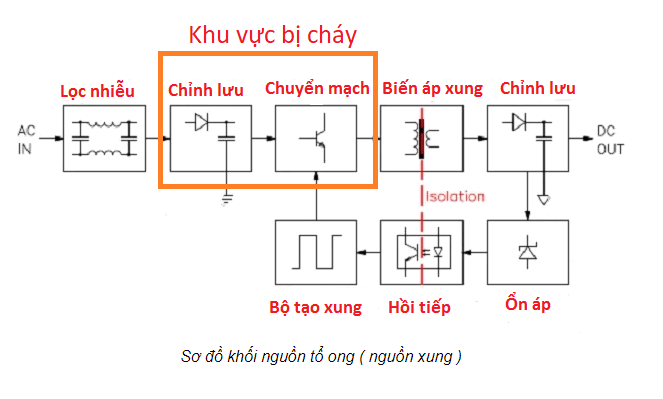 Khu vực bị cháy
Lọc nhiễu
Chỉnh lưu
Chuyển mạch
Biến áp xung
Chỉnh lưu
AC
IN
DC
OUT
Isolation
Bộ tạo xung
Hồi tiếp
Ổn áp
Sơ đồ khối nguồn tổ ong ( nguồn xung )